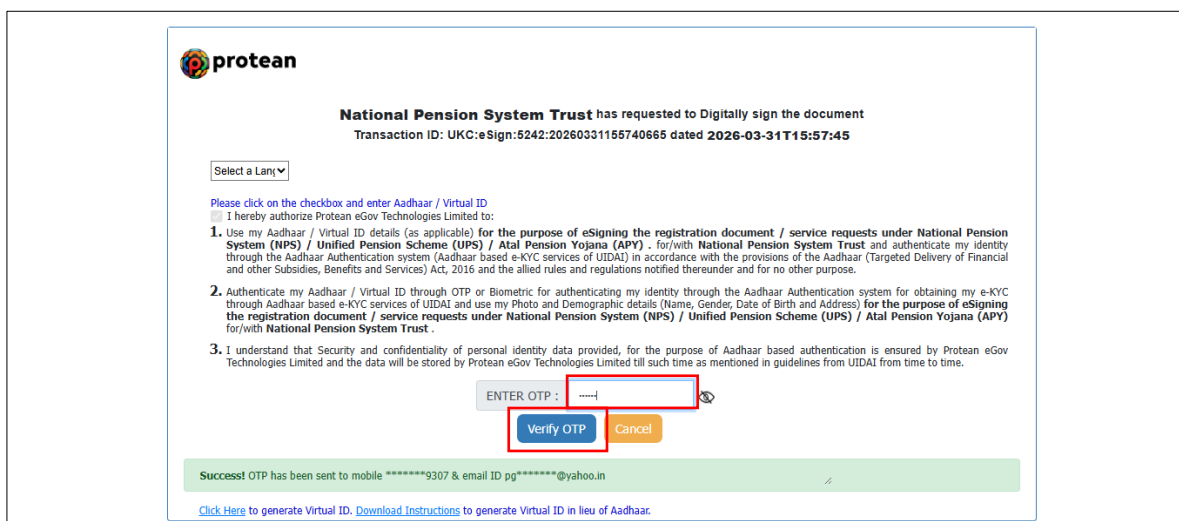 protean
National Pension System Trust has requested to Digitally sign the document
Transaction ID: UKC:eSign:5242:20260331155740665 dated 2026-03-31T15:57:45
Select a Lang
Please click on the checkbox and enter Aadhaar / Virtual ID
I hereby authorize Protean eGov Technologies Limited to:
1. Use my Aadhaar / Virtual ID details (as applicable) for the purpose of eSigning the registration document / service requests under National Pension
System (NPS) / Unified Pension Scheme (UPS) / Atal Pension Yojana (APY) . for/with National Pension System Trust and authenticate my identity
through the Aadhaar Authentication system (Aadhaar based e-KYC services of UIDAI) in accordance with the provisions of the Aadhaar (Targeted Delivery of Financial
and other Subsidies, Benefits and Services) Act, 2016 and the allied rules and regulations notified thereunder and for no other purpose.
2. Authenticate my Aadhaar / Virtual ID through OTP or Biometric for authenticating my identity through the Aadhaar Authentication system for obtaining my e-KYC
through Aadhaar based e-KYC services of UIDAI and use my Photo and Demographic details (Name, Gender, Date of Birth and Address) for the purpose of eSigning
the registration document / service requests under National Pension System (NPS) / Unified Pension Scheme (UPS) / Atal Pension Yojana (APY)
for/with National Pension System Trust .
3. I understand that Security and confidentiality of personal identity data provided, for the purpose of Aadhaar based authentication is ensured by Protean eGov
Technologies Limited and the data will be stored by Protean eGov Technologies Limited till such time as mentioned in guidelines from UIDAI from time to time.
ENTER OTP :
Verify OTP Cancel
Success! OTP has been sent to mobile *******9307 & email ID pg*******@yahoo.in
Click Here to generate Virtual ID. Download Instructions to generate Virtual ID in lieu of Aadhaar.